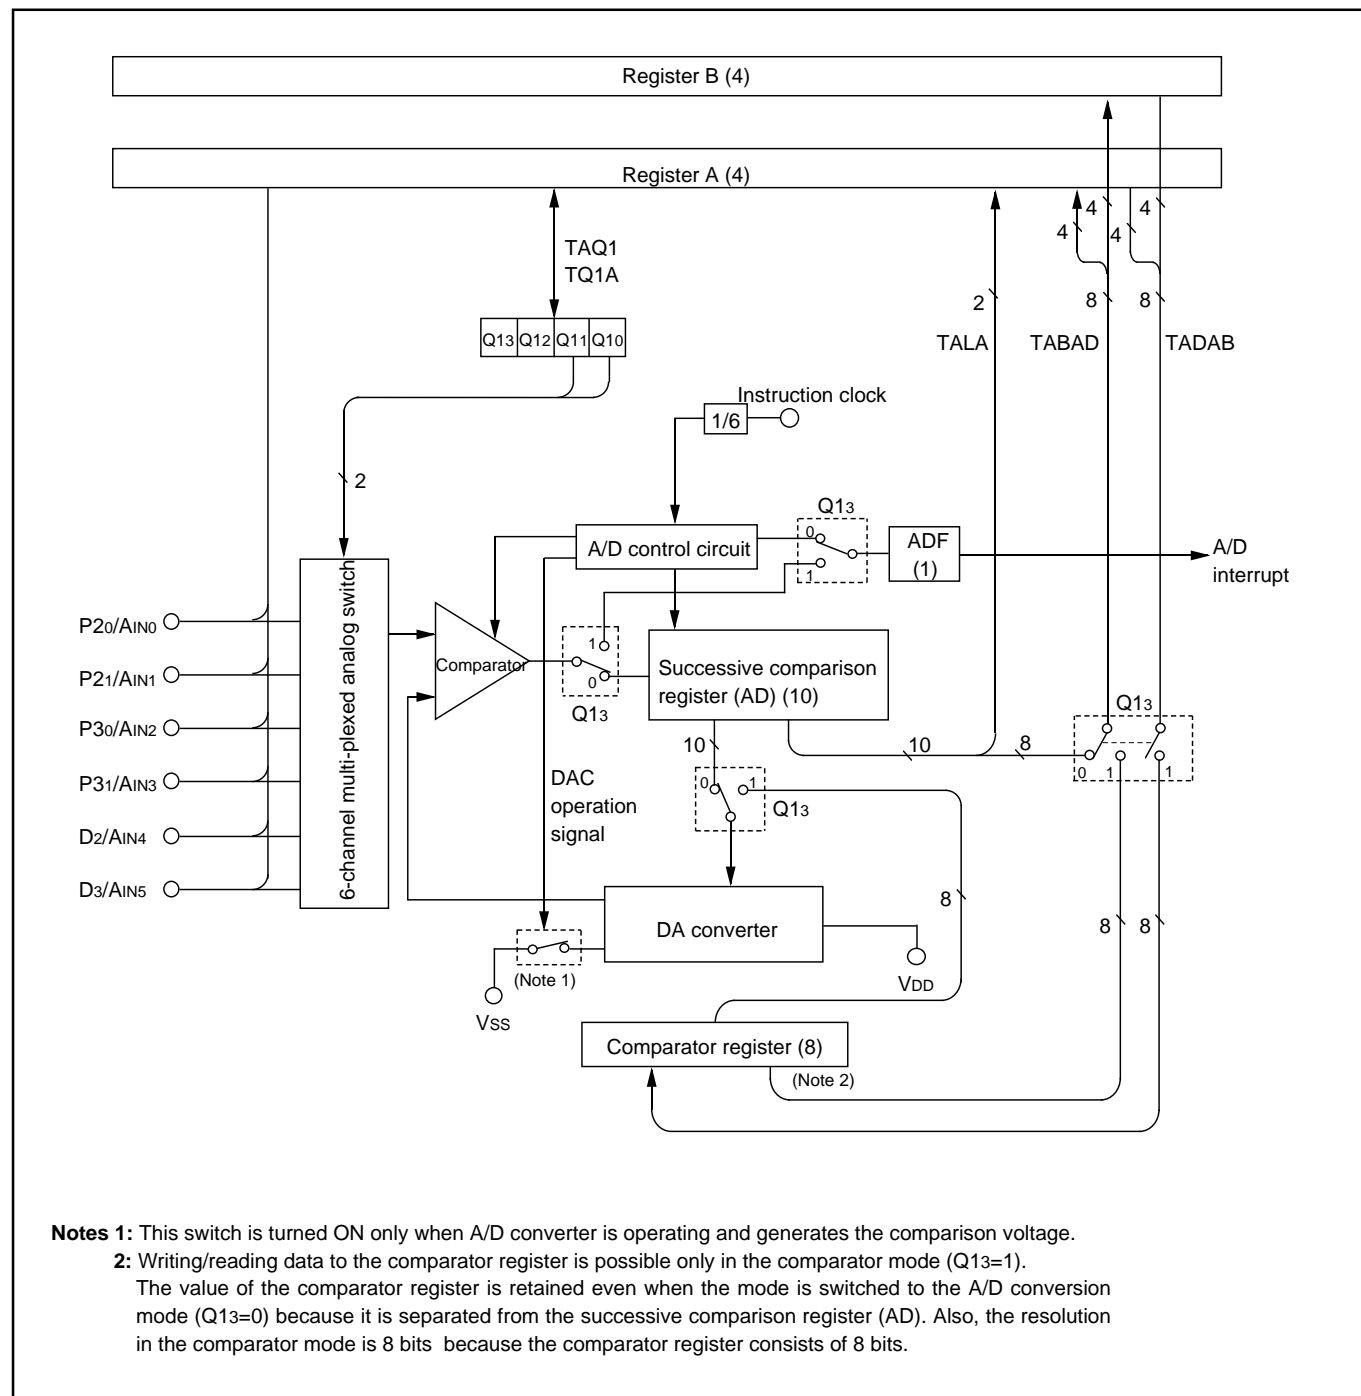 Register B (4)
Register A (4)
4
4
4
4
TAQ1
TQ1A
2
8
8
TALA
TABAD
TADAB
Q13
Q12
Q11
Q10
Instruction clock
1/6
2
Q13
0
1
A/D control circuit
ADF
(1)
A/D
interrupt
6-channel multi-plexed analog switch
P20/AIN0
P21/AIN1
P30/AIN2
P31/AIN3
D2/AIN4
D3/AIN5
Comparator
1
0
Q13
Successive comparison
register (AD) (10)
10
10
8
Q13
0
1
1
DAC
operation
signal
0
1
Q13
8
8
8
DA converter
(Note 1)
VSS
VDD
Comparator register (8)
(Note 2)
Notes 1: This switch is turned ON only when A/D converter is operating and generates the comparison voltage.
2: Writing/reading data to the comparator register is possible only in the comparator mode (Q13=1).
The value of the comparator register is retained even when the mode is switched to the A/D conversion
mode (Q13=0) because it is separated from the successive comparison register (AD). Also, the resolution
in the comparator mode is 8 bits because the comparator register consists of 8 bits.